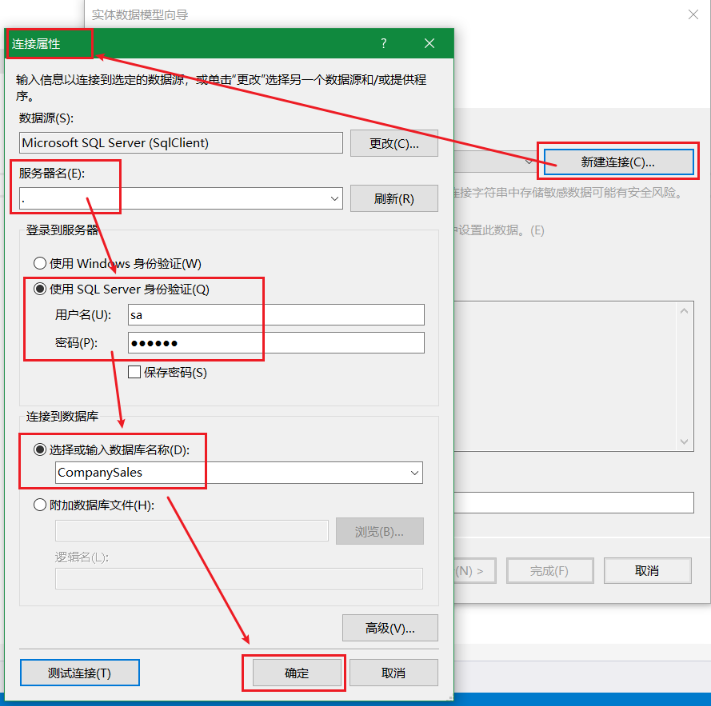 实体数据模型向导
连接属性
?
输入信息以连接到选定的数据源，或单击“更改”选择另一个数据源和/或提供程
序。
数据源(S):
Microsoft SQL Server (SqlClient)
更改(C)...
新建连接(C)...
服务器名(E):
.
刷新(R)
连接字符串中存储敏感数据可能有安全风险。
登录到服务器
中设置此数据。(E)
使用 Windows 身份验证(W)
使用 SQL Server 身份验证(Q)
用户名(U):
sa
密码(P):
●●●●●●
保存密码(S)
连接到数据库
选择或输入数据库名称(D):
CompanySales
附加数据库文件(H):
浏览(B)...
逻辑名(L):
(N) >
完成(F)
取消
高级(V)...
测试连接(T)
确定
取消